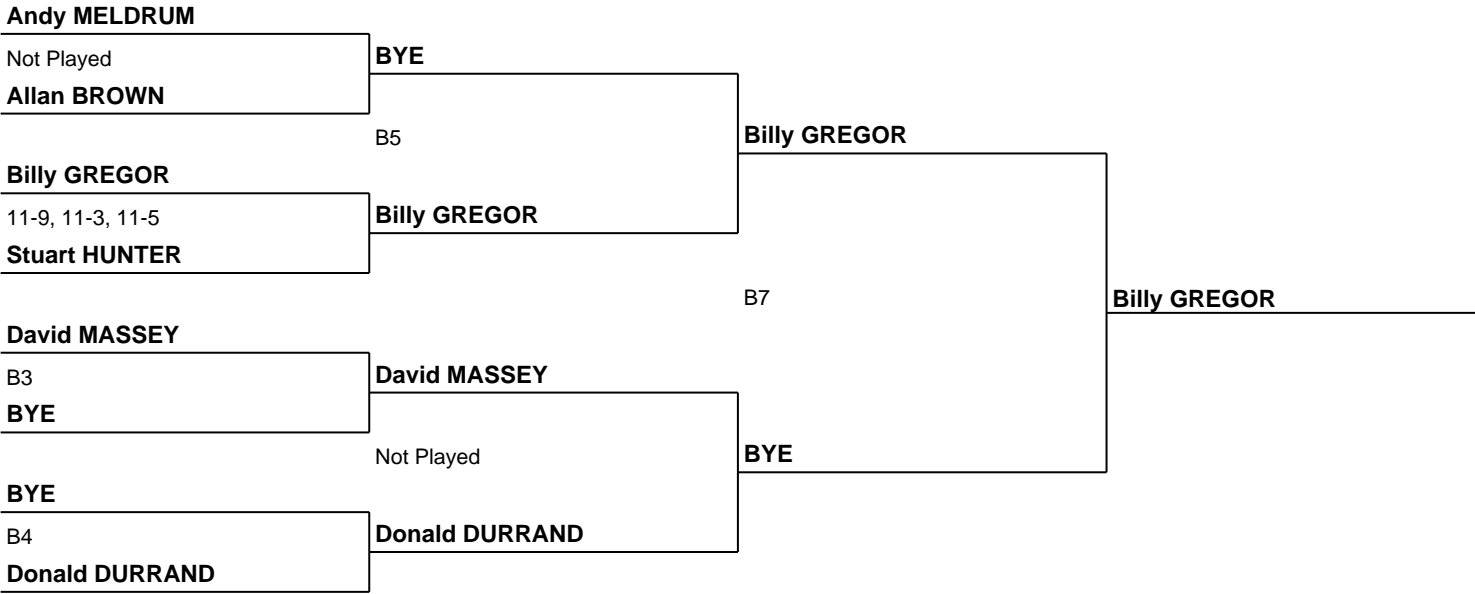 Andy MELDRUM
Not Played
BYE
Allan BROWN
B5
Billy GREGOR
Billy GREGOR
11-9, 11-3, 11-5
Billy GREGOR
Stuart HUNTER
B7
Billy GREGOR
David MASSEY
B3
David MASSEY
BYE
Not Played
BYE
BYE
B4
Donald DURRAND
Donald DURRAND